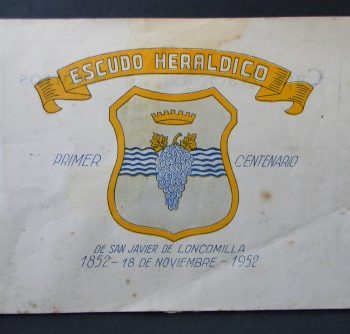 ESCUDO HERALDICO
PRIMER CENTENARIO
DE SAN JAVIER DE LONCOMILLA
1852 - 18 DE NOVIEMBRE - 1952